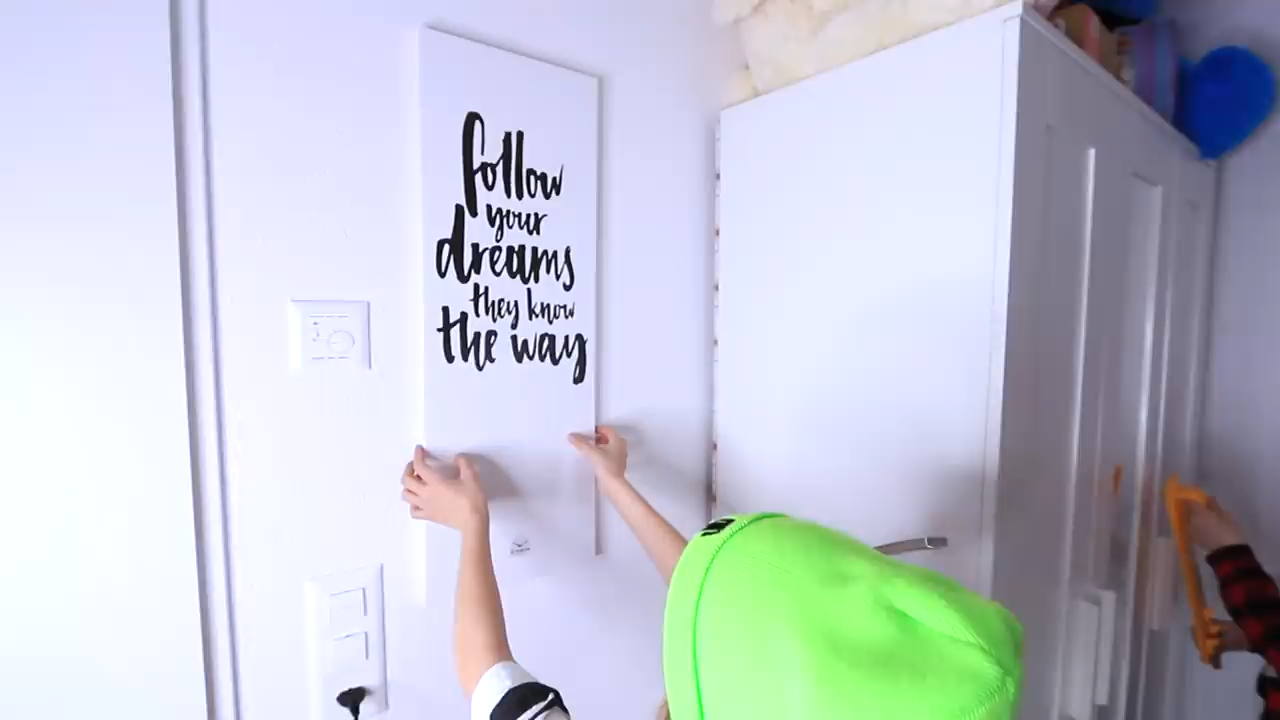 follow
your
dreams
they know
the way